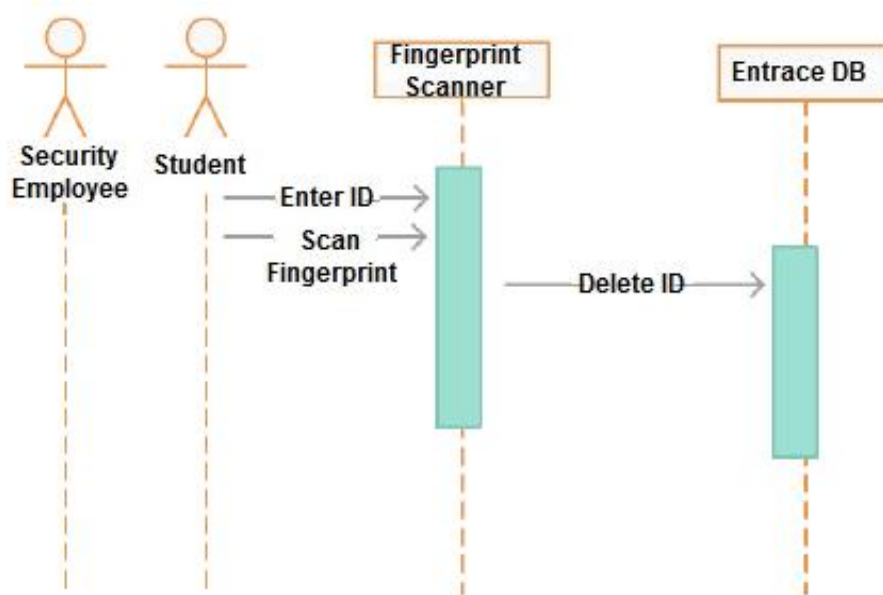 Fingerprint
Scanner
Entrace DB
Security
Employee
Student
Enter ID
Scan
Fingerprint
Delete ID